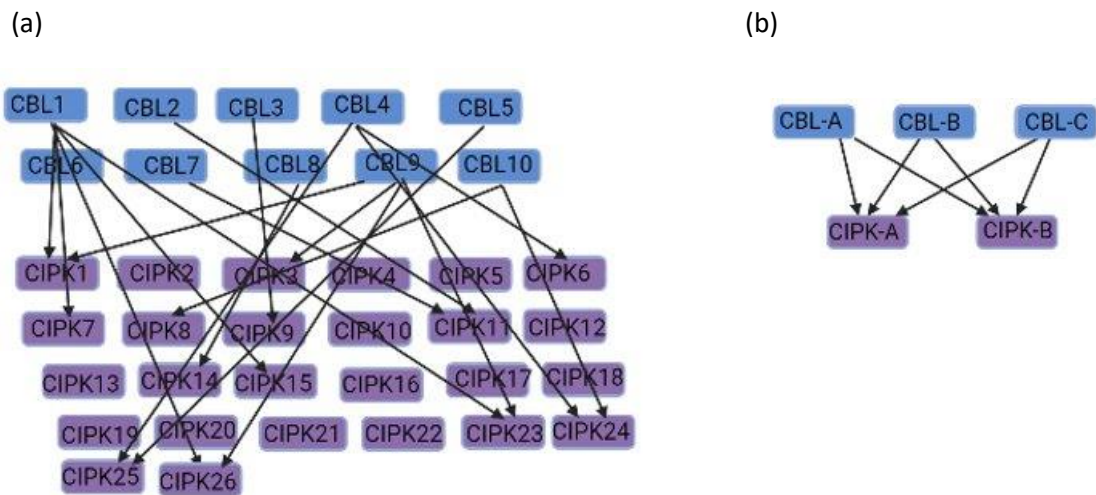 (a)
(b)
CBL1 CBL2 CBL3 CBL4 CBL5
CBL6 CBL7 CBL8 CBL9 CBL10
CIPK1 CIPK2 CIPK3 CIPK4 CIPK5 CIPK6
CIPK7 CIPK8 CIPK9 CIPK10 CIPK11 CIPK12
CIPK13 CIPK14 CIPK15 CIPK16 CIPK17 CIPK18
CIPK19 CIPK20 CIPK21 CIPK22 CIPK23 CIPK24
CIPK25 CIPK26
CBL-A CBL-B CBL-C
CIPK-A CIPK-B